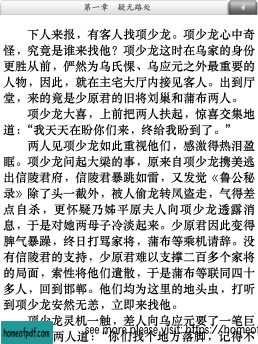 第一章 疑无路处
4
下人来报，有客人找项少龙。项少龙心中奇
怪，究竟是谁来找他？项少龙这时在乌家的身份
更胜从前，俨然为乌氏倮、乌应元之外最重要的
人物，因此，就在主宅大厅内接见客人。出到厅
堂，来的竟是少原君的旧将刘巢和蒲布两人。
项少龙大喜，上前把两人扶起，惊喜交集地
道：“我天天在盼你们来，终给我盼到了。”
两人见项少龙如此重视他们，感激得热泪盈
眶。项少龙问起大梁的事，原来自项少龙携美逃
出信陵君府，信陵君暴跳如雷，又发觉《鲁公秘
录》除了头一截外，被人偷龙转凤盗走，气得差
点自杀，更怀疑乃姊平原夫人向项少龙透露消
息，于是对她两母子冷淡起来。少原君因此变得
脾气暴躁，终日打骂家将，蒲布等乘机请辞。没
有信陵君的支持，少原君难以支撑二百多个家将
的局面，索性将他们遣散，于是蒲布等联同四十
多人，回到邯郸。他们均为这里的地头虫，打听
到项少龙安然无恙，立即来找他。
项少龙灵机一触，差人向乌应元要了一笔巨
两人道：“你们找个地方落脚，记得不
homeofpdf.com
see more please visit: https://homeof